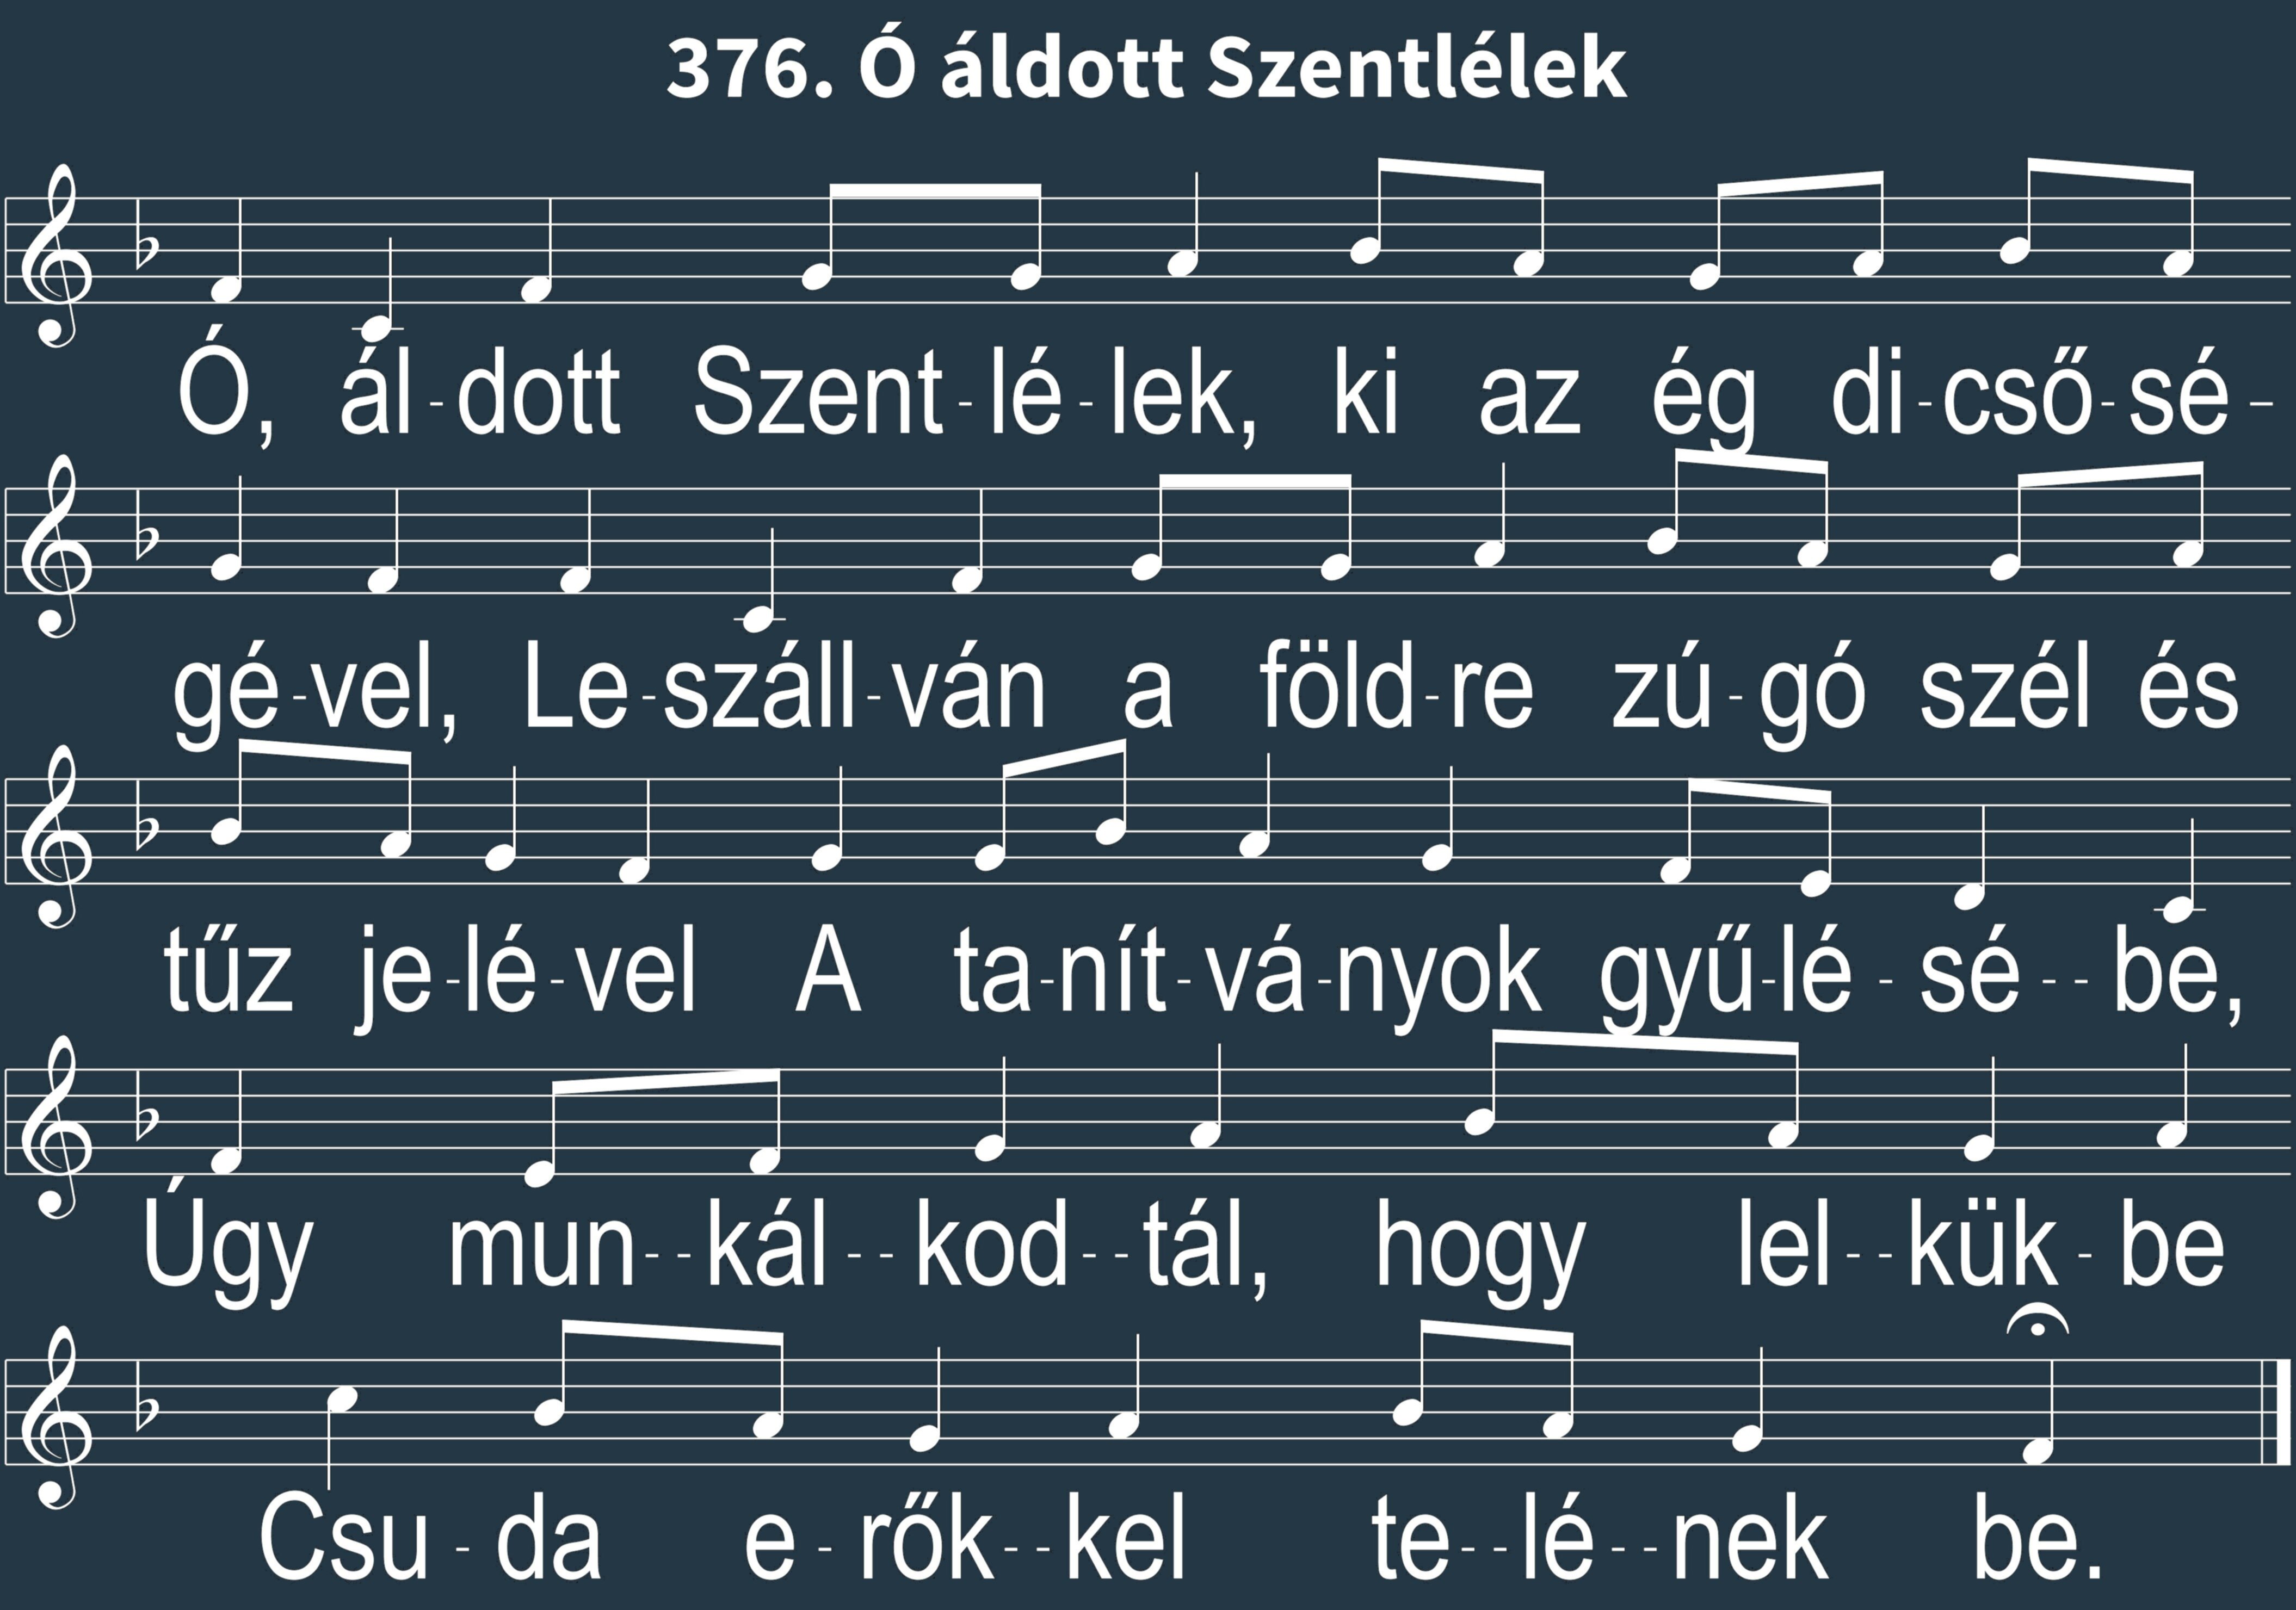 376. Ó áldott Szentlélek
Ó, ál-dott Szent-lé-lek, ki az ég di-cső-sé-
gé-vel, Le-száll-ván a föld-re zú-gó szél és
tűz je-lé-vel A ta-nít-vá-nyok gyű-lé-sé--be,
Úgy mun--kál--kod--tál, hogy lel--kük-be
Csu-da e-rők--kel te--lé--nek be.